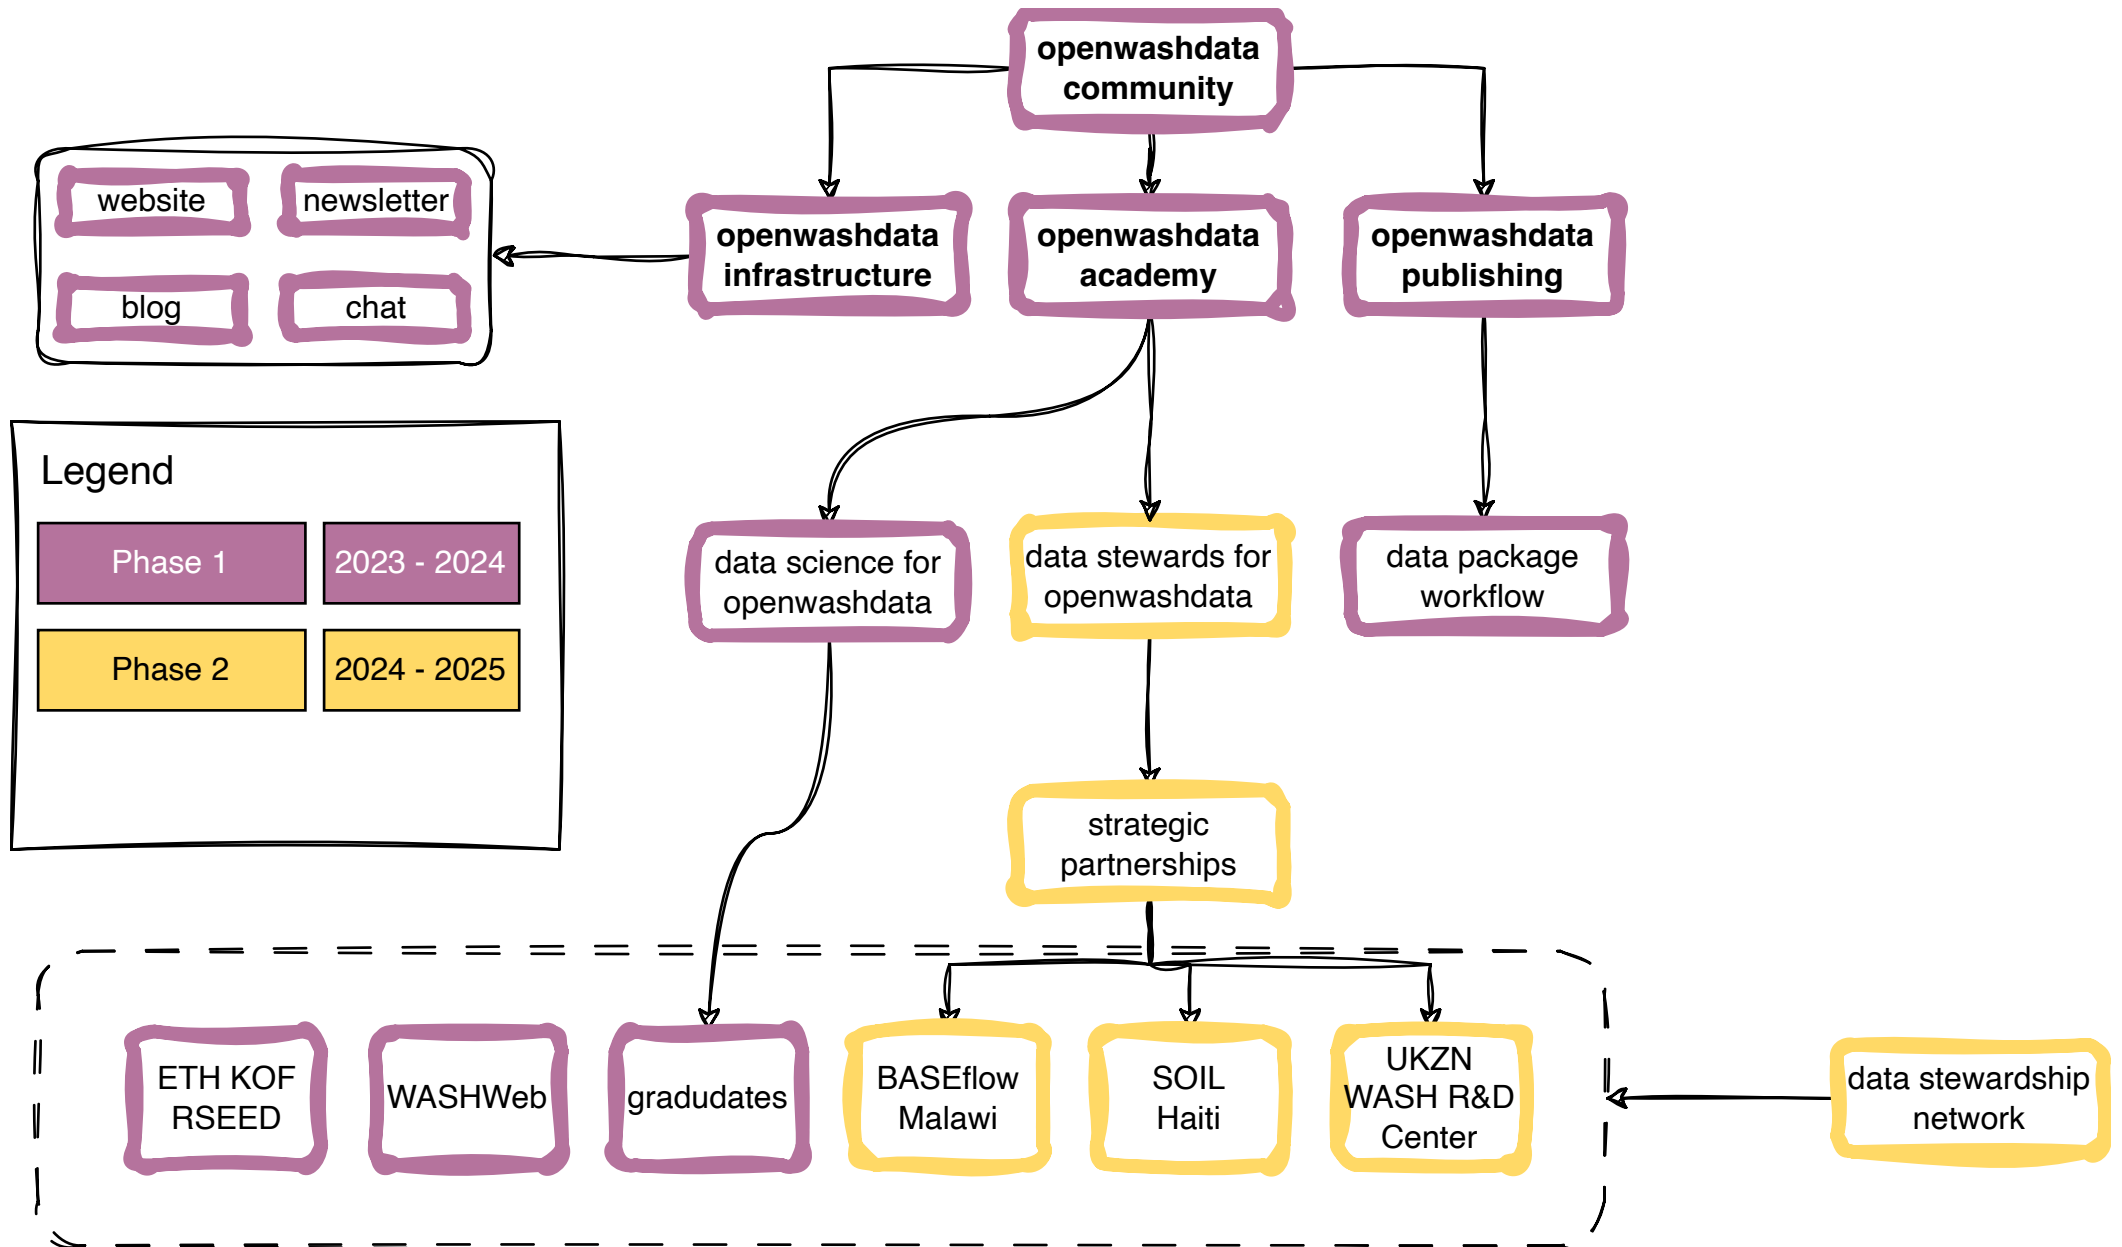 openwashdata
community
website
newsletter
blog
chat
openwashdata
infrastructure
openwashdata
academy
openwashdata
publishing
Legend
Phase 1
2023 - 2024
Phase 2
2024 - 2025
data science for
openwashdata
data stewards for
openwashdata
data package
workflow
strategic
partnerships
ETH KOF
RSEED
WASHWeb
gradudates
BASEflow
Malawi
SOIL
Haiti
UKZN
WASH R&D
Center
data stewardship
network